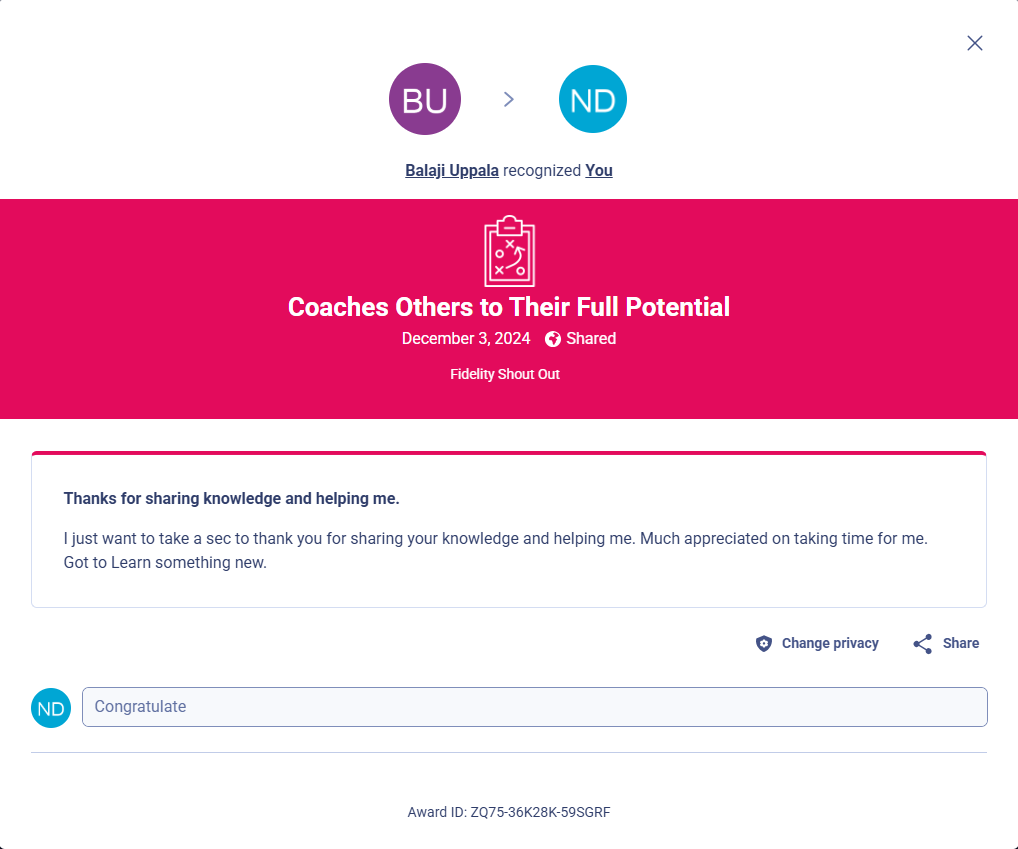 BU
ND
Balaji Uppala recognized You
Coaches Others to Their Full Potential
December 3, 2024 Shared
Fidelity Shout Out
Thanks for sharing knowledge and helping me.
I just want to take a sec to thank you for sharing your knowledge and helping me. Much appreciated on taking time for me.
Got to Learn something new.
Change privacy Share
ND Congratulate
Award ID: ZQ75-36K28K-59SGRF